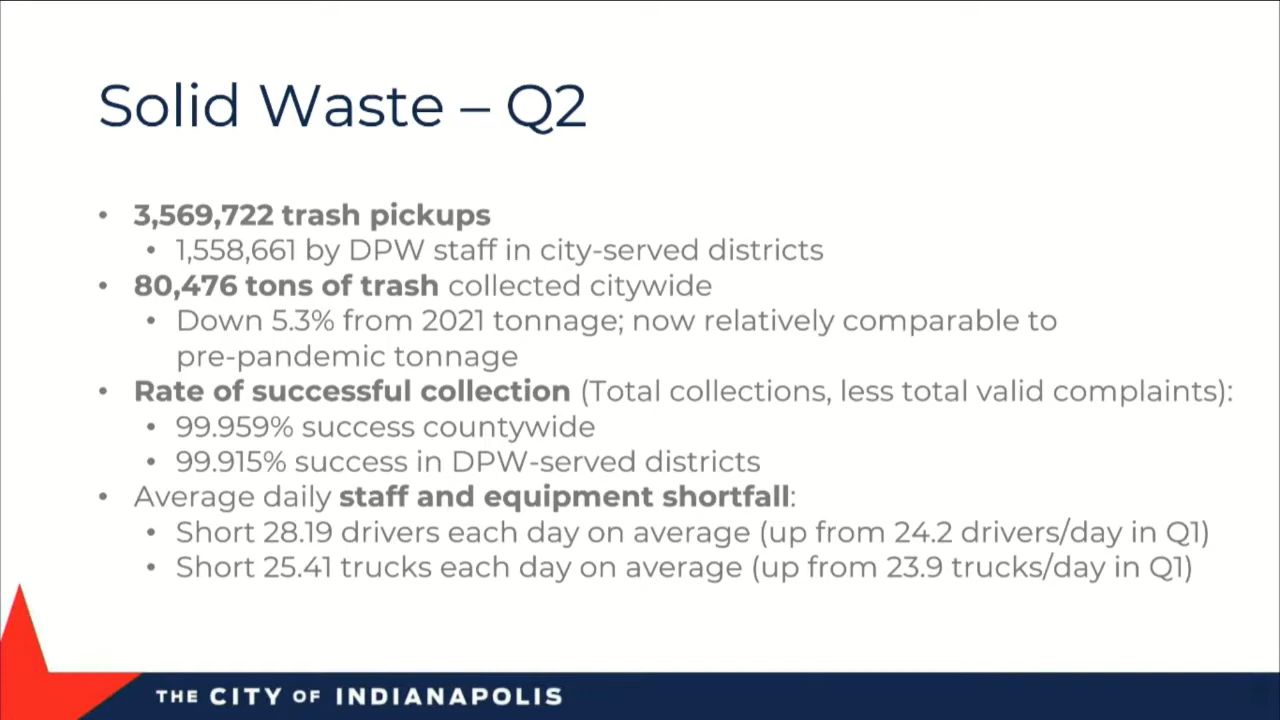 Solid Waste – Q2
• 3,569,722 trash pickups
• 1,558,661 by DPW staff in city-served districts
• 80,476 tons of trash collected citywide
• Down 5.3% from 2021 tonnage; now relatively comparable to
pre-pandemic tonnage
• Rate of successful collection (Total collections, less total valid complaints):
• 99.959% success countywide
• 99.915% success in DPW-served districts
• Average daily staff and equipment shortfall:
• Short 28.19 drivers each day on average (up from 24.2 drivers/day in Q1)
• Short 25.41 trucks each day on average (up from 23.9 trucks/day in Q1)
THE CITY OF INDIANAPOLIS